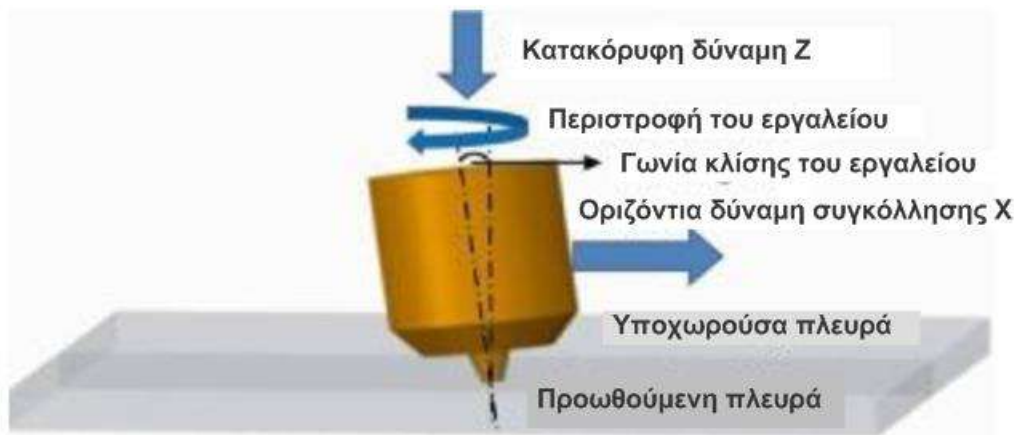 Κατακόρυφη δύναμη Ζ
Περιστροφή του εργαλείου
Γωνία κλίσης του εργαλείου
Οριζόντια δύναμη συγκόλλησης Χ
Υποχωρούσα πλευρά
Προωθούμενη πλευρά